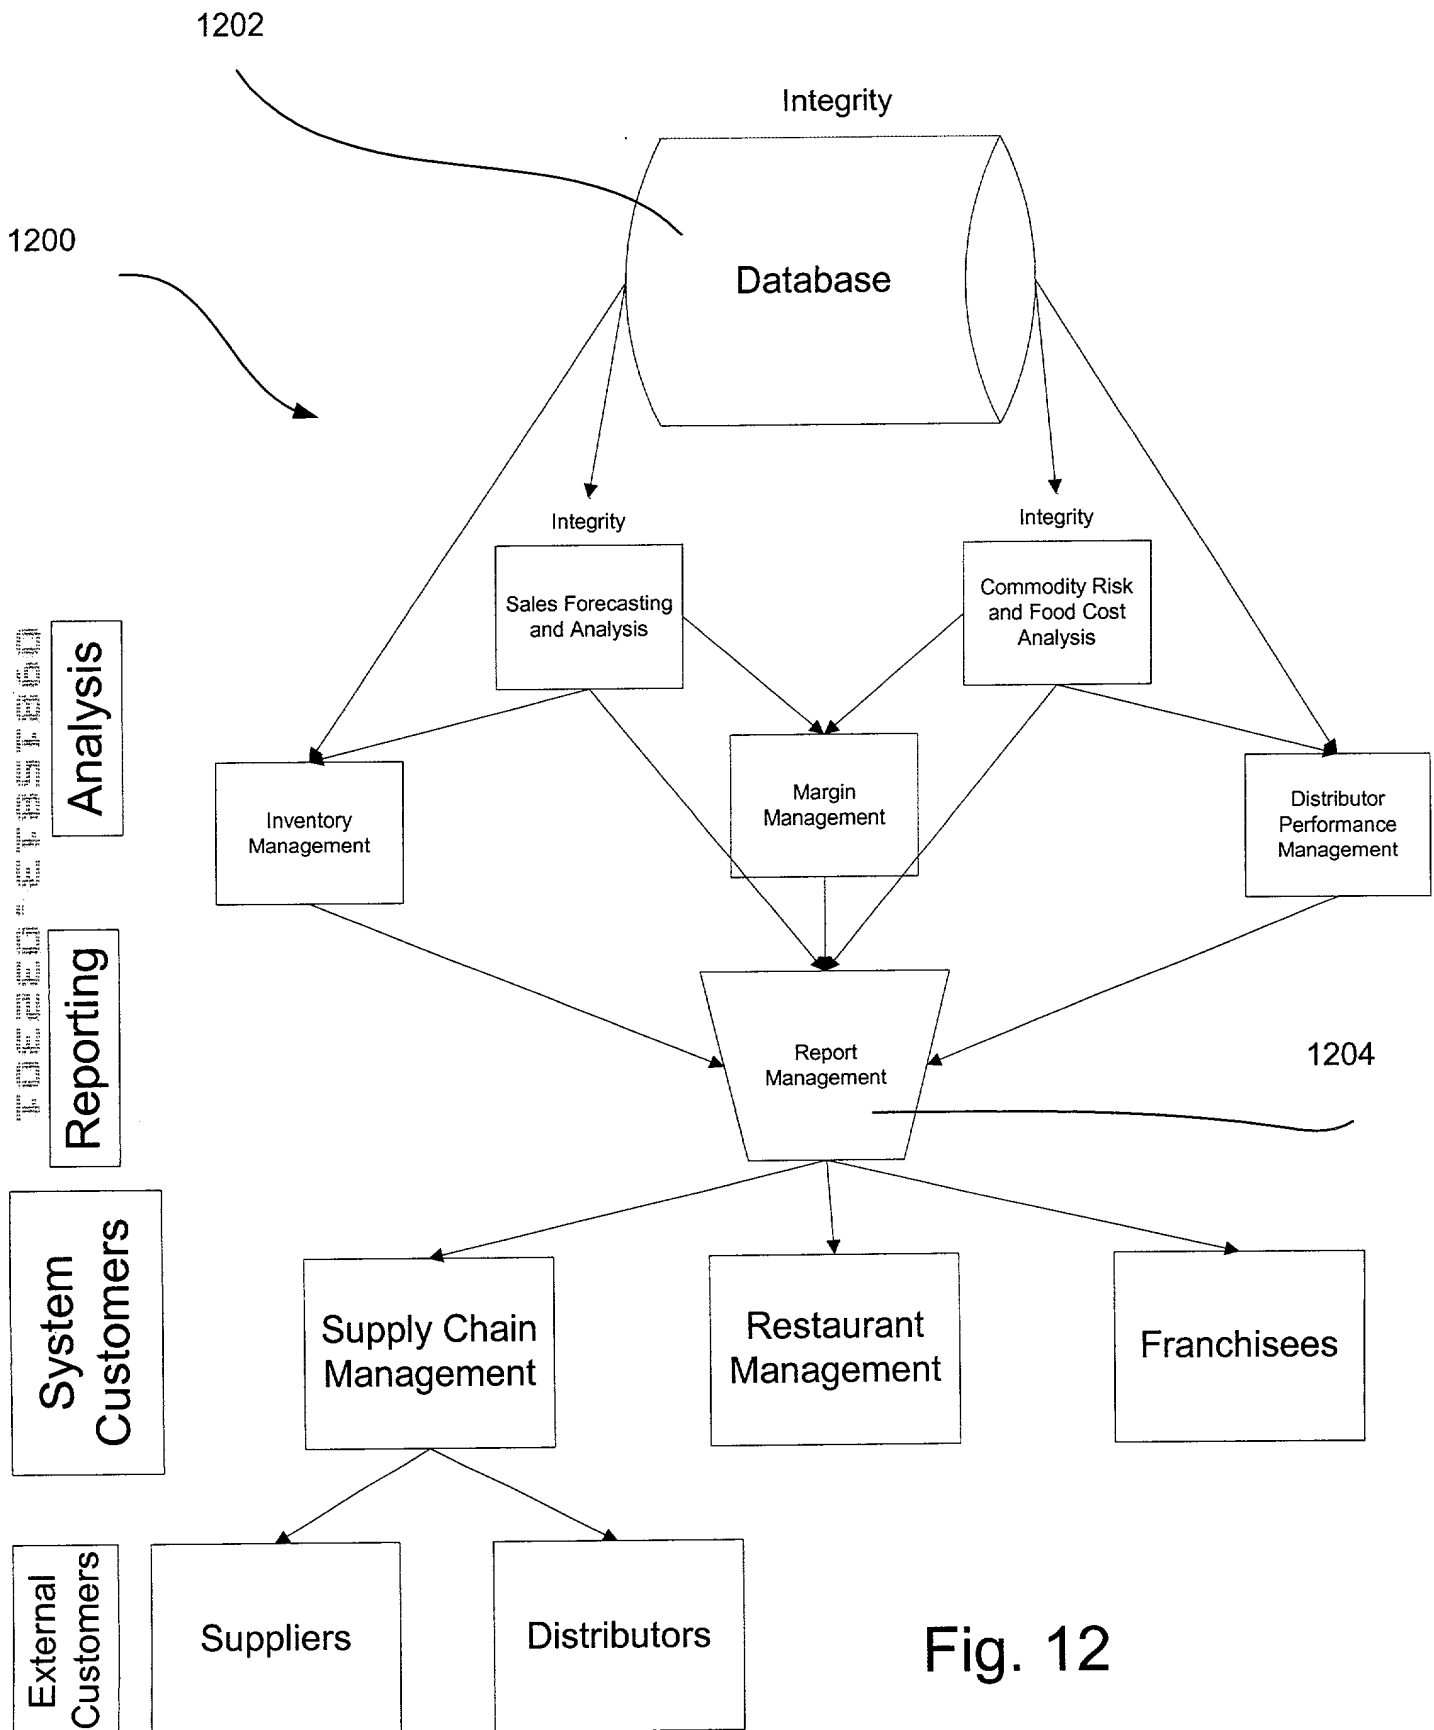 1202
Integrity
1200
Database
Integrity
Integrity
Sales Forecasting
and Analysis
Commodity Risk
and Food Cost
Analysis
Analysis
Inventory
Management
Margin
Management
Distributor
Performance
Management
Reporting
Report
Management
1204
System
Customers
Supply Chain
Management
Restaurant
Management
Franchisees
External
Customers
Suppliers
Distributors
Fig. 12